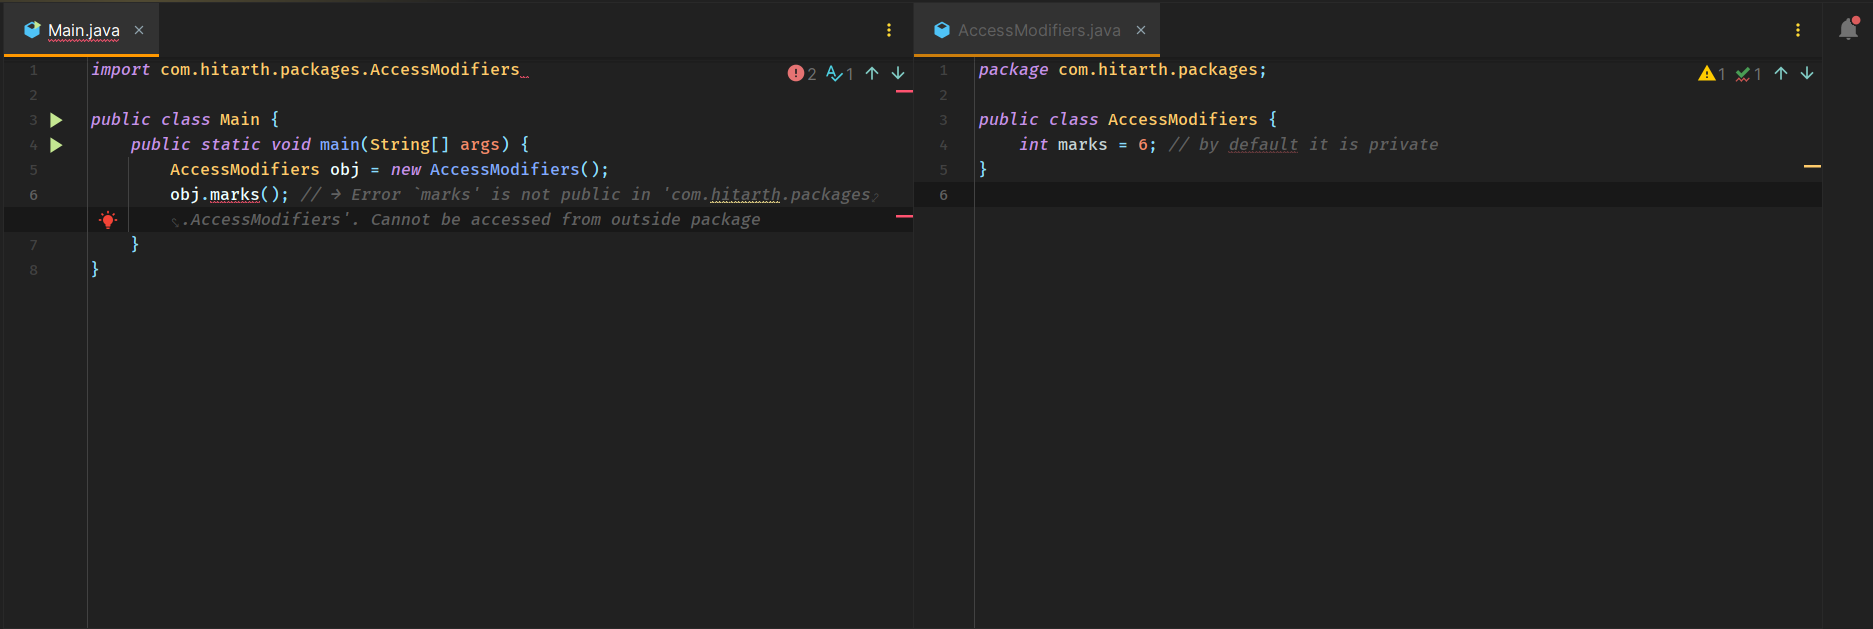 Main.java
AccessModifiers.java
2 1
1 1
1 import com.hitarth.packages.AccessModifiers
2
3 public class Main {
4 public static void main(String[] args) {
5 AccessModifiers obj = new AccessModifiers();
6 obj.marks(); // → Error `marks' is not public in 'com.hitarth.packages
.AccessModifiers'. Cannot be accessed from outside package
7 }
8 }
1 package com.hitarth.packages;
2
3 public class AccessModifiers {
4 int marks = 6; // by default it is private
5 }
6